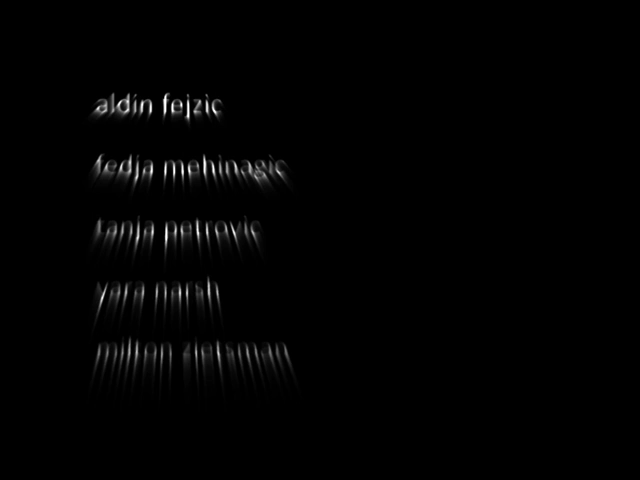 aldin fejzic
fedja mehinagic
tanja petrovic
yara narsh
milton zietsman